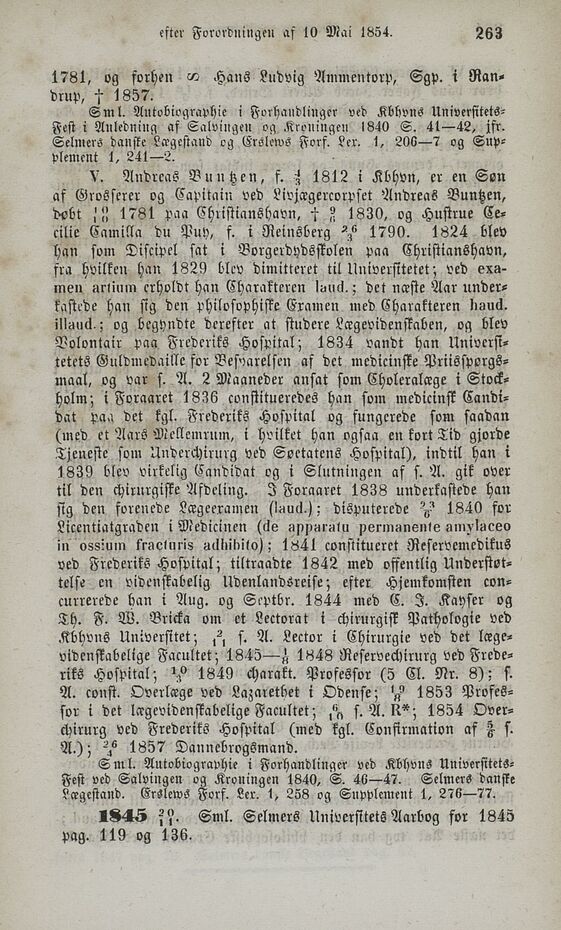 efter Forordningen af 10 Mai 1854. 263
1781, og forhen ∞ Hans Ludvig Ammentorp, Sgp. i Ran-
drup, † 1857.
Sml. Autobiographie i Forhandlinger ved Kbhvns Universitets-
Fest i Anledning af Salvingen og Kroningen 1840 S. 41—42, jfr.
Selmers danske Lægestand og Erslews Forf. Lex. 1, 206—7 og Sup-
plement 1, 241—2.
V. Andreas Buntzen, f. 4/3 1812 i Kbhvn, er en Søn
af Grosserer og Capitain ved Livjægercorpset Andreas Buntzen,
døbt 1781 paa Christianshavn, † 1830, og Hustrue Ce-
cilie Camilla du Puy, f. i Reinsberg 1790. 1824 blev
han som Discipel sat i Borgerdydsskolen paa Christianshavn,
fra hvilken han 1829 blev dimitteret til Universitetet; ved exa-
men artium erholdt han Charakteren laud.; det næste Aar under-
kastede han sig den philosophiske Examen med Charakteren haud.
illaud.; og begyndte derefter at studere Lægevidenskaben, og blev
Volontair paa Frederiks Hospital; 1834 vandt han Universi-
tetets Guldmedaille for Besvarelsen af det medicinske Priisspørgs-
maal, og var s. A. 2 Maaneder ansat som Choleralæge i Stock-
holm; i Foraaret 1836 constitueredes han som medicinsk Candi-
dat paa det kgl. Frederiks Hospital og fungerede som saadan
(med et Aars Mellemrum, i hvilket han ogsaa en kort Tid gjorde
Tjeneste som Underchirurg ved Søetatens Hospital), indtil han i
1839 blev virkelig Candidat og i Slutningen af s. A. gik over
til den chirurgiske Afdeling. I Foraaret 1838 underkastede han
sig den forenede Lægeexamen (laud.); disputerede 23/6 1840 for
Licentiatgraden i Medicinen (de apparatu permanente amylaceo
in ossium fracturis adhibito); 1841 constitueret Reservemedikus
ved Frederiks Hospital; tiltraadte 1842 med offentlig Understøt-
telse en videnskabelig Udenlandsreise; efter Hjemkomsten con-
currerede han i Aug. og Septbr. 1844 med C. J. Kayser og
Th. F. W. Bricka om et Lectorat i chirurgisk Pathologie ved
Kbhvns Universitet; s. A. Lector i Chirurgie ved det læge-
videnskabelige Facultet; 1845— 1848 Reservechirurg ved Frede-
riks Hospital; 10/3 1849 charakt. Professor (5 Cl. Nr. 8); s.
A. const. Overlæge ved Lazarethet i Odense; 1853 Profes-
sor i det lægevidenskabelige Facultet; 6/10 s. A. R*; 1854 Over-
chirurg ved Frederiks Hospital (med kgl. Confirmation af s.
A.); 26/4 1857 Dannebrogsmand.
Sml. Autobiographie i Forhandlinger ved Kbhvns Universitets-
Fest ved Salvingen og Kroningen 1840, S. 46—47. Selmers danske
Lægestand. Erslews Forf. Lex. 1, 258 og Supplement 1, 276—77.
1845 20/11. Sml. Selmers Universitets Aarbog for 1845
pag. 119 og 136.